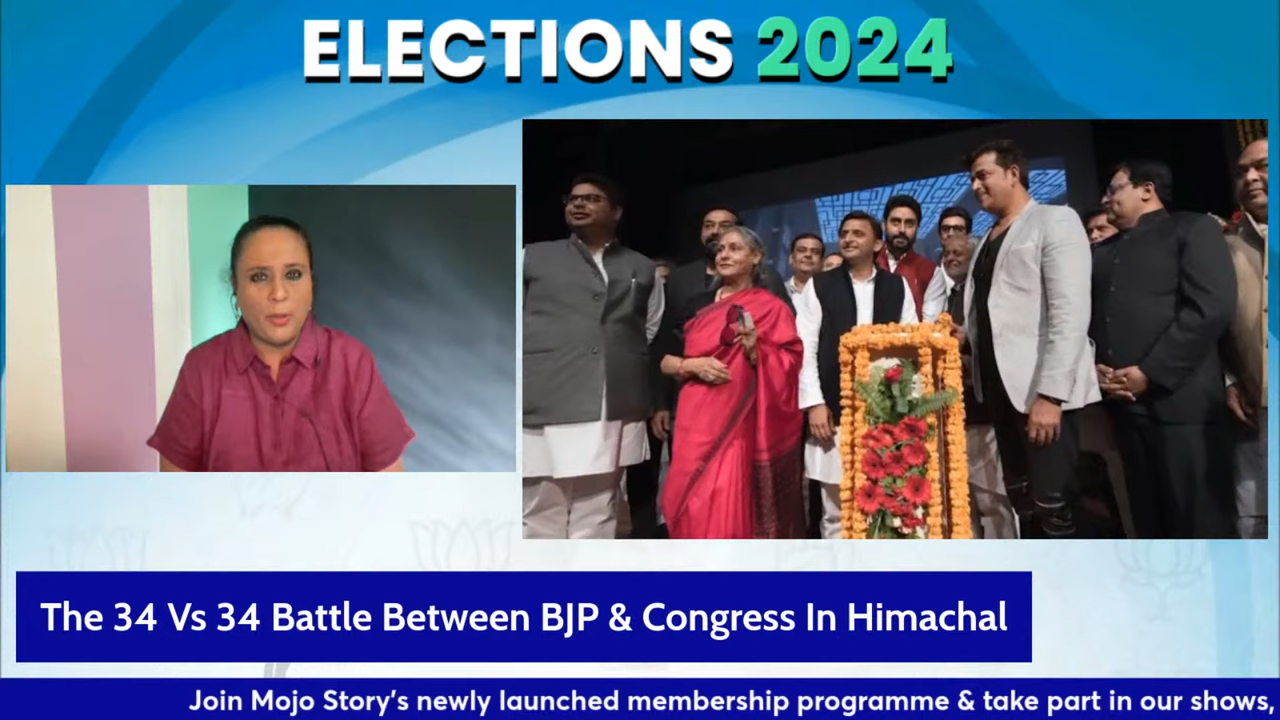 ELECTIONS 2024
The 34 Vs 34 Battle Between BJP & Congress In Himachal
Join Mojo Story's newly launched membership programme & take part in our shows,